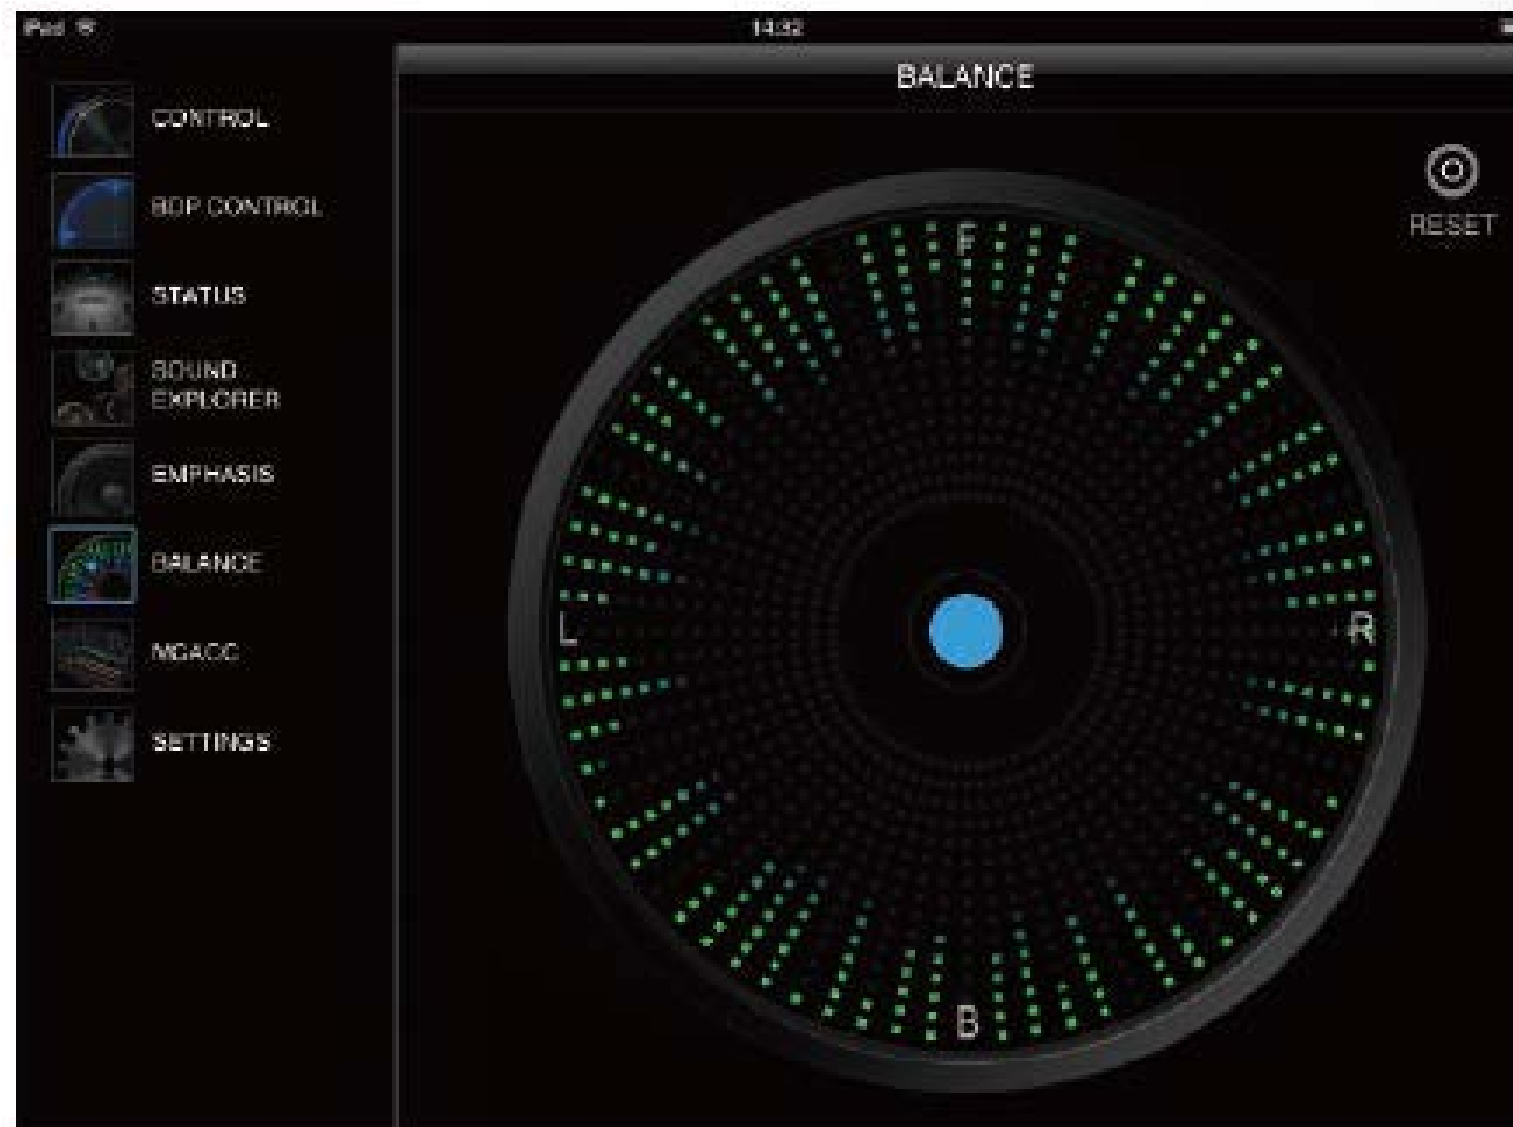 iPad
14:32
BALANCE
CONTROL
BDP CONTROL
STATUS
SOUND
EXPLORER
EMPHASIS
BALANCE
MCACC
SETTINGS
RESET
F
L
R
B